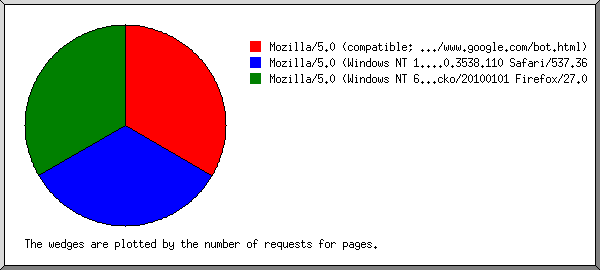 Mozilla/5.0 (compatible; .../www.google.com/bot.html)
Mozilla/5.0 (Windows NT 1....0.3538.110 Safari/537.36
Mozilla/5.0 (Windows NT 6...cko/20100101 Firefox/27.0
The wedges are plotted by the number of requests for pages.